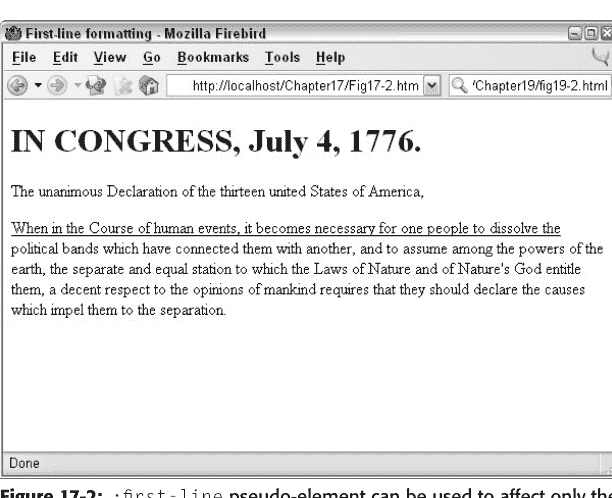 First-line formatting - Mozilla Firebird
File Edit View Go Bookmarks Tools Help
http://localhost/Chapter17/Fig17-2.htm 'Chapter19/fig19-2.html
IN CONGRESS, July 4, 1776.
The unanimous Declaration of the thirteen united States of America,
When in the Course of human events, it becomes necessary for one people to dissolve the
political bands which have connected them with another, and to assume among the powers of the
earth, the separate and equal station to which the Laws of Nature and of Nature's God entitle
them, a decent respect to the opinions of mankind requires that they should declare the causes
which impel them to the separation.
Done
Figure 17-2: :first-line pseudo-element can be used to affect only the